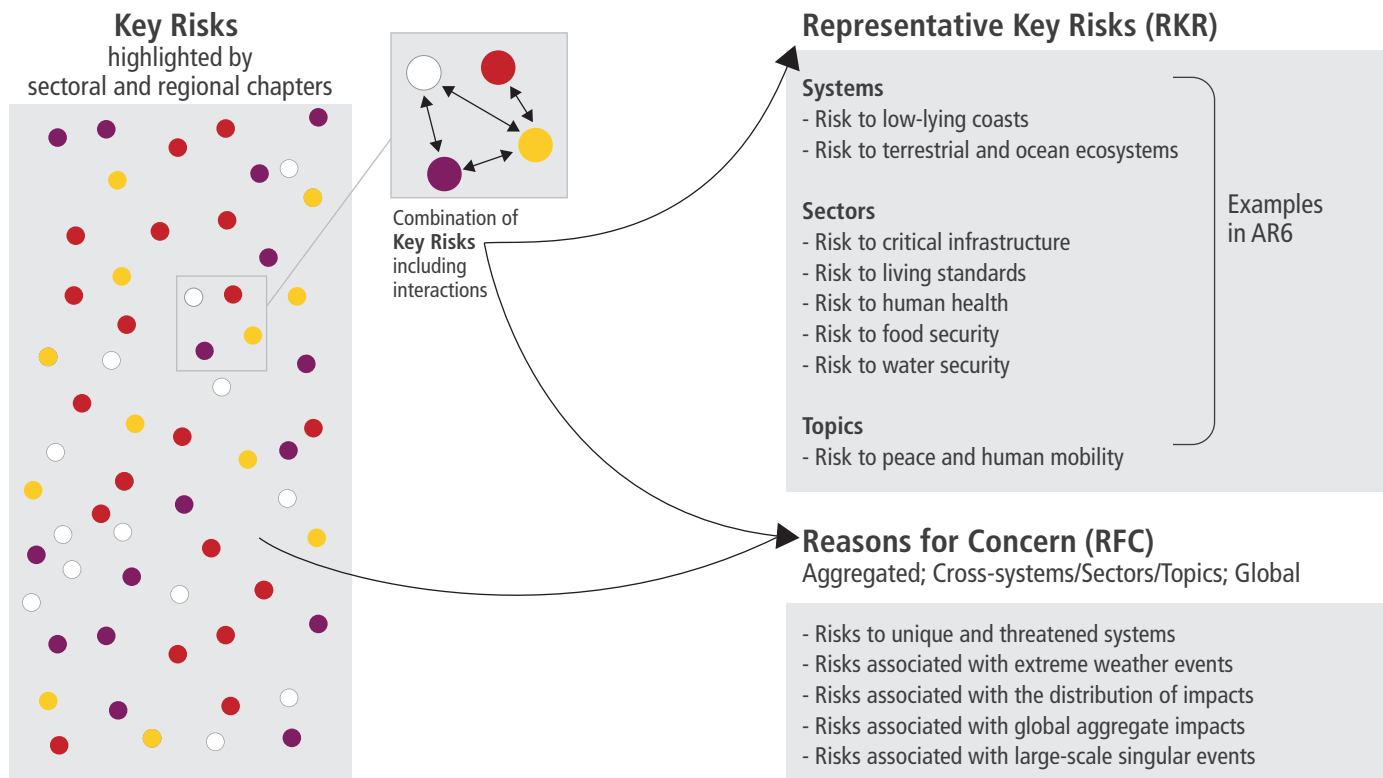 Key Risks
highlighted by
sectoral and regional chapters
Combination of
Key Risks
including
interactions
Representative Key Risks (RKR)
Systems
- Risk to low-lying coasts
- Risk to terrestrial and ocean ecosystems
Sectors
- Risk to critical infrastructure
- Risk to living standards
- Risk to human health
- Risk to food security
- Risk to water security
Topics
- Risk to peace and human mobility
Examples
in AR6
Reasons for Concern (RFC)
Aggregated; Cross-systems/Sectors/Topics; Global
- Risks to unique and threatened systems
- Risks associated with extreme weather events
- Risks associated with the distribution of impacts
- Risks associated with global aggregate impacts
- Risks associated with large-scale singular events